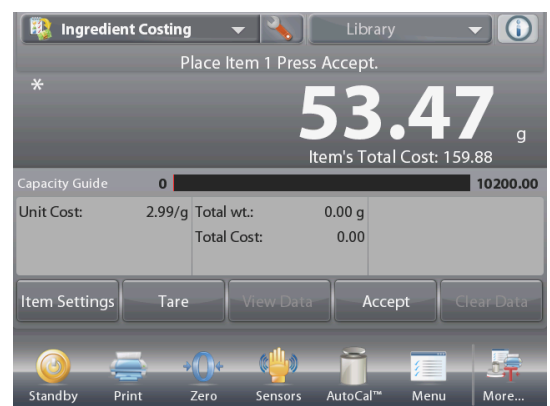 Ingredient Costing Library
Place Item 1 Press Accept.
*
53.47 g
Item's Total Cost: 159.88
Capacity Guide 0 10200.00
Unit Cost: 2.99/g Total wt.: 0.00 g
Total Cost: 0.00
Item Settings Tare View Data Accept Clear Data
Standby Print Zero Sensors AutoCal™ Menu More...